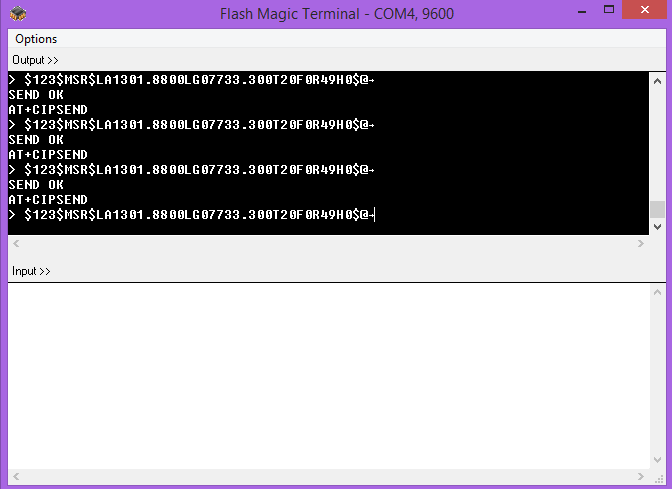 Flash Magic Terminal - COM4, 9600
Options
Output >>
> $123$MSR$LA1301.8800LG07733.300T20F0R49H0$@→
SEND OK
AT+CIPSEND
> $123$MSR$LA1301.8800LG07733.300T20F0R49H0$@→
SEND OK
AT+CIPSEND
> $123$MSR$LA1301.8800LG07733.300T20F0R49H0$@→
SEND OK
AT+CIPSEND
> $123$MSR$LA1301.8800LG07733.300T20F0R49H0$@→
Input >>